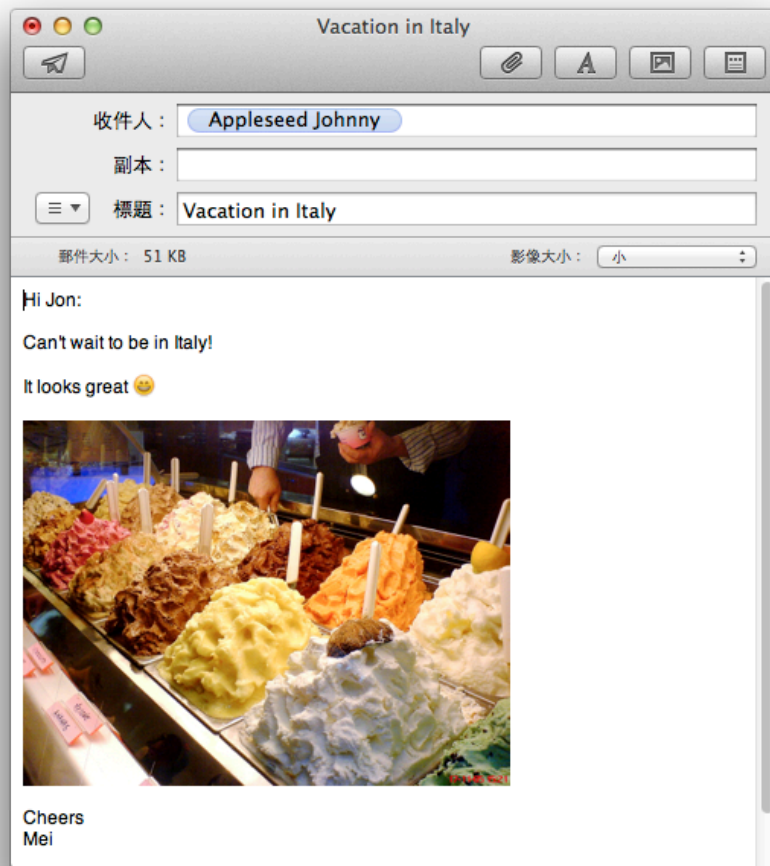 Vacation in Italy
收件人：Appleseed Johnny
副本：
標題：Vacation in Italy
郵件大小： 51 KB 影像大小： 小
Hi Jon:
Can't wait to be in Italy!
It looks great 😀
Cheers
Mei